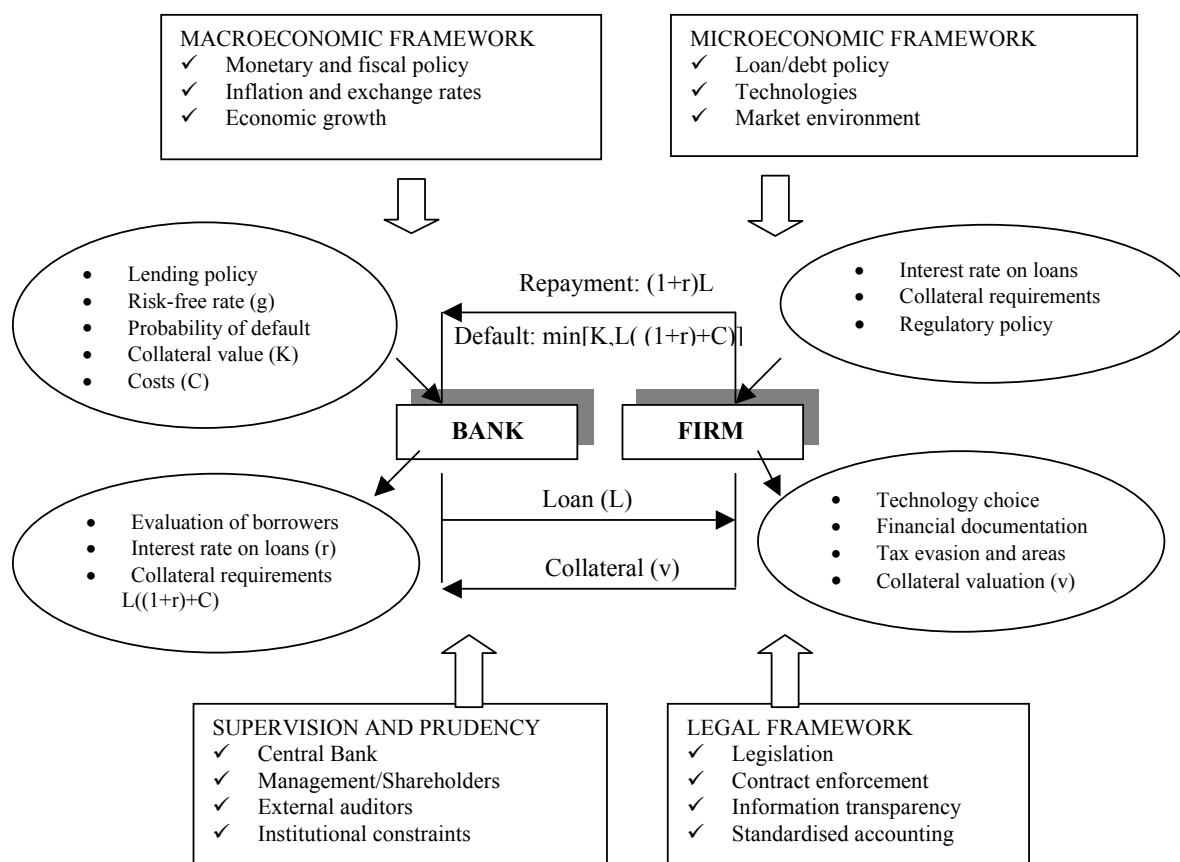 MACROECONOMIC FRAMEWORK
✓ Monetary and fiscal policy
✓ Inflation and exchange rates
✓ Economic growth
MICROECONOMIC FRAMEWORK
✓ Loan/debt policy
✓ Technologies
✓ Market environment
• Lending policy
• Risk-free rate (g)
• Probability of default
• Collateral value (K)
• Costs (C)
Repayment: (1+r)L
Default: min[K,L( (1+r)+C)]
• Interest rate on loans
• Collateral requirements
• Regulatory policy
BANK
FIRM
• Evaluation of borrowers
• Interest rate on loans (r)
• Collateral requirements
L((1+r)+C)
Loan (L)
Collateral (v)
• Technology choice
• Financial documentation
• Tax evasion and areas
• Collateral valuation (v)
SUPERVISION AND PRUDENCY
✓ Central Bank
✓ Management/Shareholders
✓ External auditors
✓ Institutional constraints
LEGAL FRAMEWORK
✓ Legislation
✓ Contract enforcement
✓ Information transparency
✓ Standardised accounting